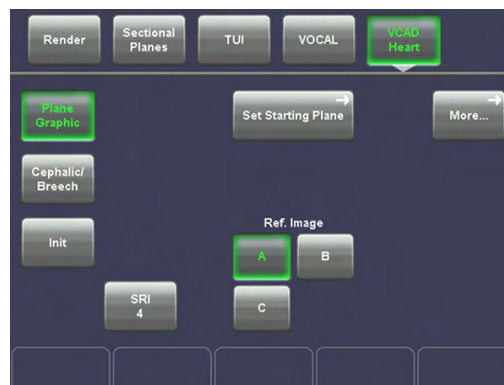 Render
Sectional
Planes
TUI
VOCAL
VCAD
Heart
Plane
Graphic
Set Starting Plane
More...
Cephalic/
Breech
Init
Ref. Image
A
B
SRI
4
C